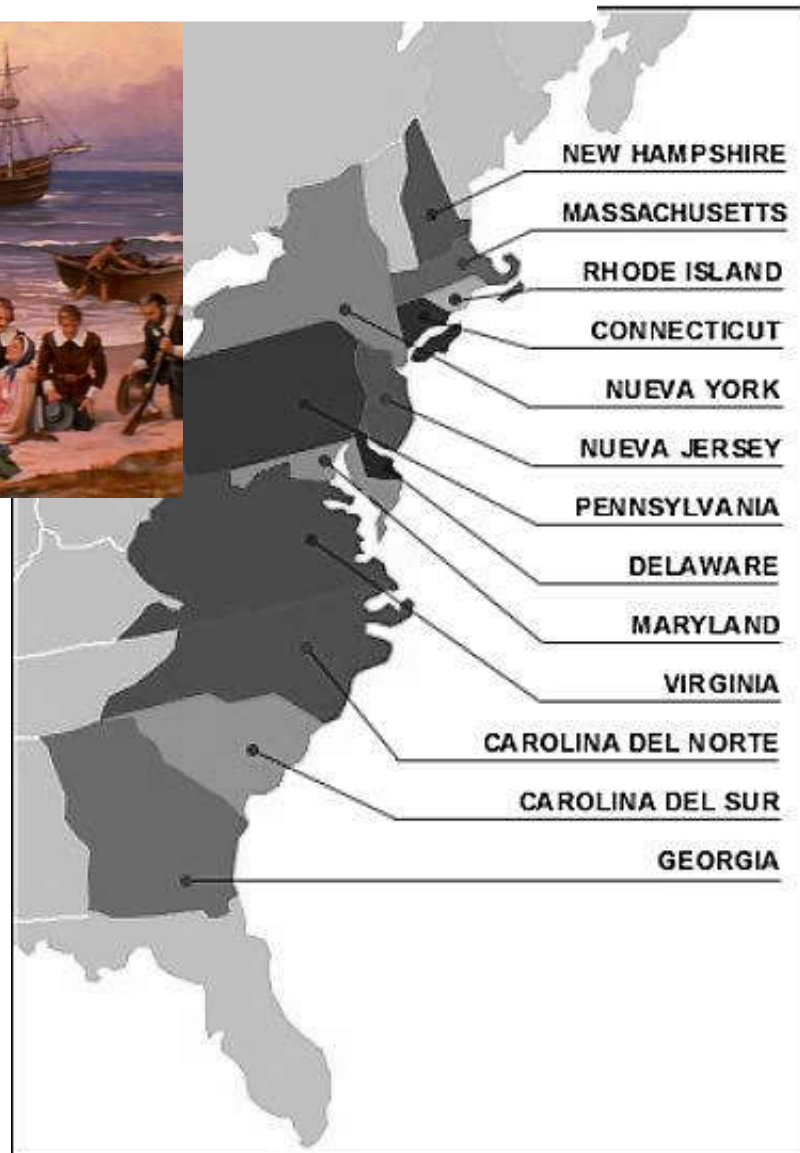 NEW HAMPSHIRE
MASSACHUSETTS
RHODE ISLAND
CONNECTICUT
NUEVA YORK
NUEVA JERSEY
PENNSYLVANIA
DELAWARE
MARYLAND
VIRGINIA
CAROLINA DEL NORTE
CAROLINA DEL SUR
GEORGIA